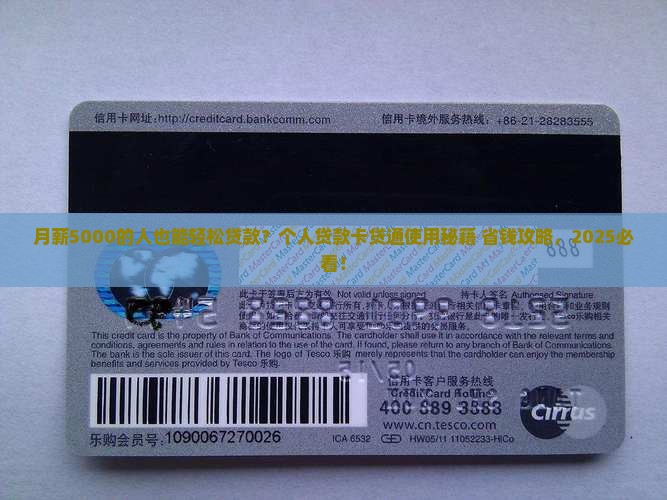 信用卡网址:http://creditcard.bankcomm.com 信用卡境外服务热线：+86-21-28283555
月薪5000的人也能轻松贷款？个人贷款卡贷通使用秘籍 省钱攻略，2025必
看！
此卡于签署后方为有效 Not valid unless signed 持卡人签名 Authorised Signature
This credit card is the property of Bank of Communications. The cardholder shall use it in accordance with the relevant terms and
conditions, agreements and rules in relation to the use of the card. If found, please return to any branch of Bank of Communications.
The bank is the sole issuer of this card. The logo of Tesco 乐购 merely represents that the cardholder can enjoy the membership
benefits and services provided by Tesco 乐购.
信用卡客户服务热线
Credit Card Hotline
400 889 3883
www.cn.tesco.com
Cirrus
乐购会员号:1090067270026 ICA 6532 HW05/11 11052233-HiCo